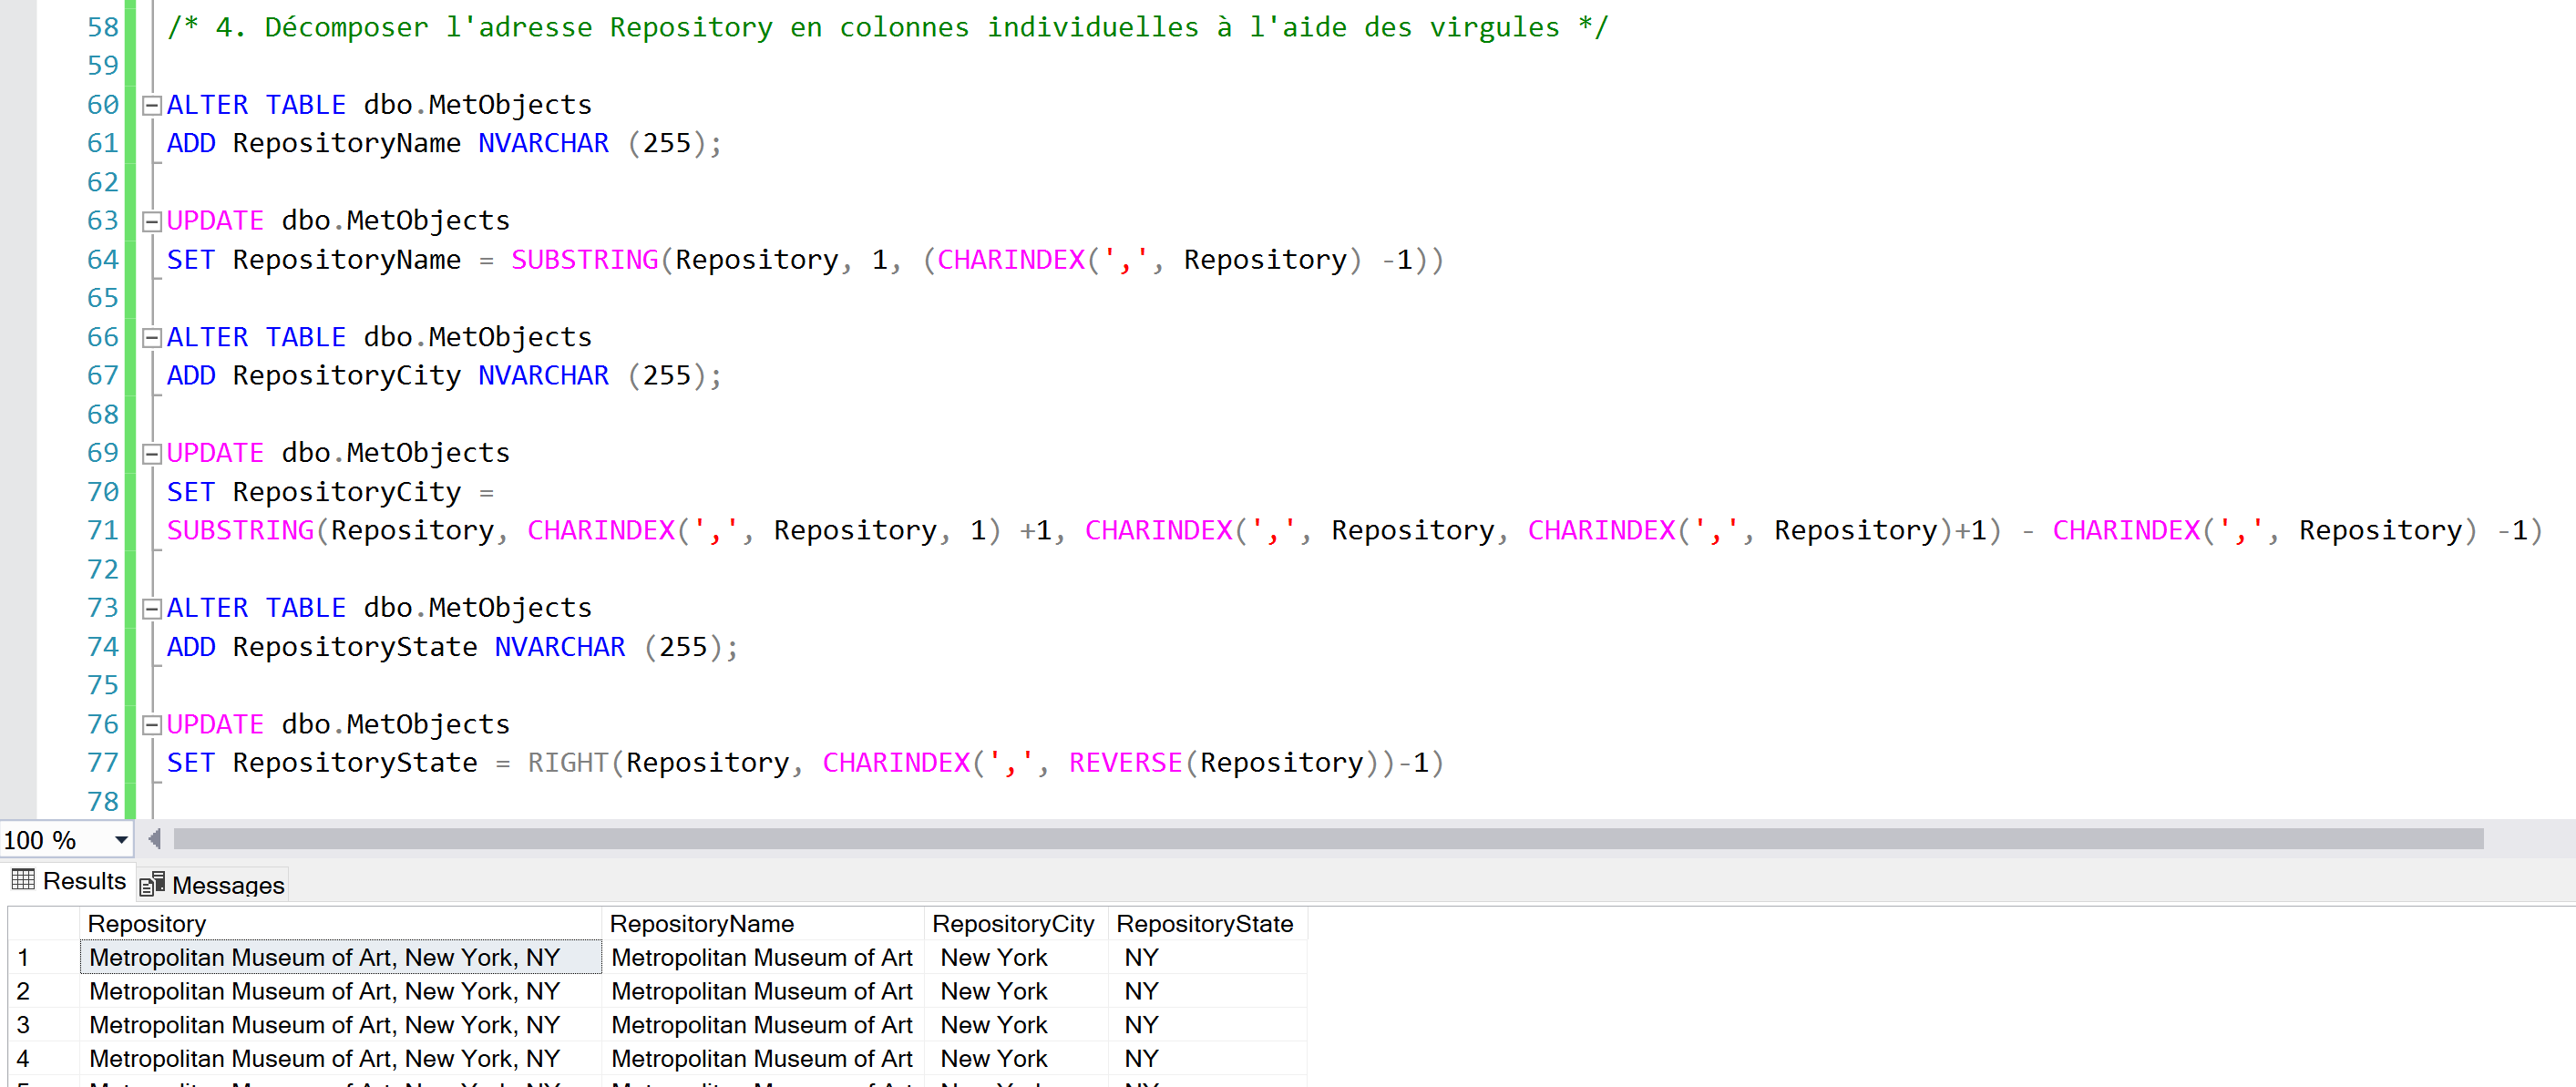 58 /* 4. Décomposer l'adresse Repository en colonnes individuelles à l'aide des virgules */
59
60 ALTER TABLE dbo.MetObjects
61 ADD RepositoryName NVARCHAR (255);
62
63 UPDATE dbo.MetObjects
64 SET RepositoryName = SUBSTRING(Repository, 1, (CHARINDEX(',', Repository) -1))
65
66 ALTER TABLE dbo.MetObjects
67 ADD RepositoryCity NVARCHAR (255);
68
69 UPDATE dbo.MetObjects
70 SET RepositoryCity =
71 SUBSTRING(Repository, CHARINDEX(',', Repository, 1) +1, CHARINDEX(',', Repository, CHARINDEX(',', Repository)+1) - CHARINDEX(',', Repository) -1)
72
73 ALTER TABLE dbo.MetObjects
74 ADD RepositoryState NVARCHAR (255);
75
76 UPDATE dbo.MetObjects
77 SET RepositoryState = RIGHT(Repository, CHARINDEX(',', REVERSE(Repository))-1)
78
100 %
Results Messages
Repository RepositoryName RepositoryCity RepositoryState
1 Metropolitan Museum of Art, New York, NY Metropolitan Museum of Art New York NY
2 Metropolitan Museum of Art, New York, NY Metropolitan Museum of Art New York NY
3 Metropolitan Museum of Art, New York, NY Metropolitan Museum of Art New York NY
4 Metropolitan Museum of Art, New York, NY Metropolitan Museum of Art New York NY